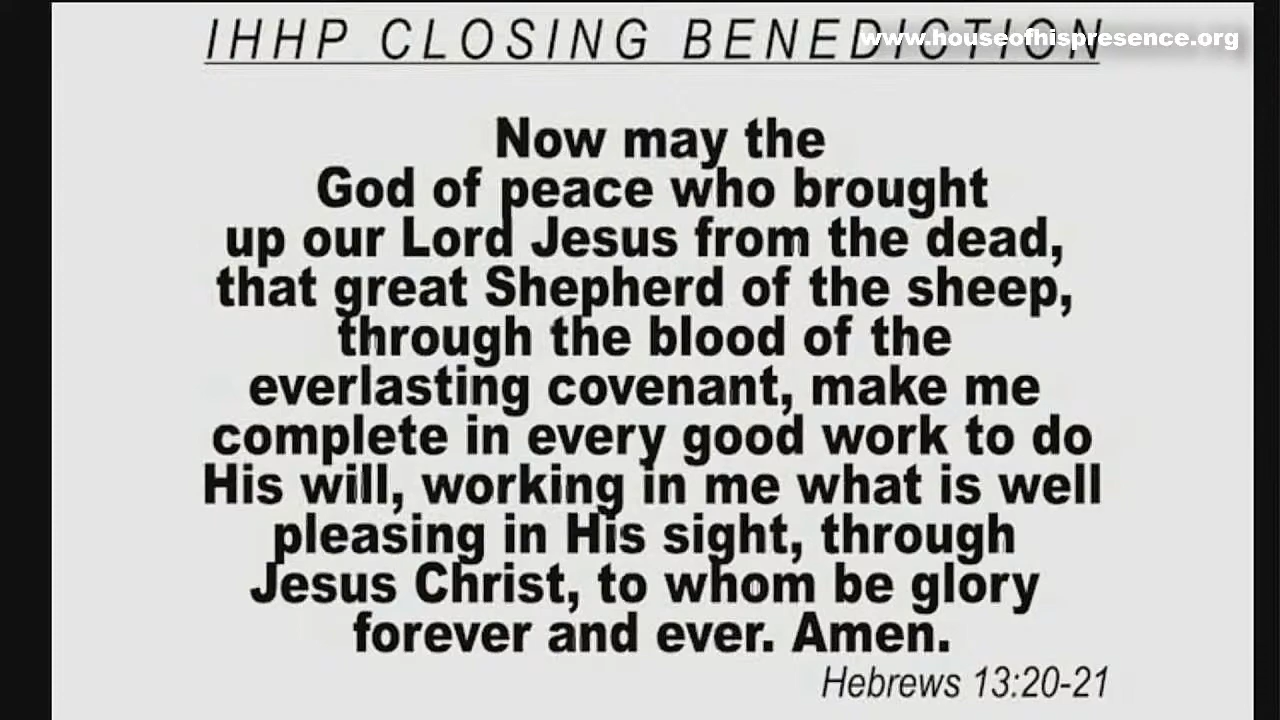 IHHP CLOSING BENEDICTION
www.houseofhispresence.org
Now may the
God of peace who brought
up our Lord Jesus from the dead,
that great Shepherd of the sheep,
through the blood of the
everlasting covenant, make me
complete in every good work to do
His will, working in me what is well
pleasing in His sight, through
Jesus Christ, to whom be glory
forever and ever. Amen.
Hebrews 13:20-21